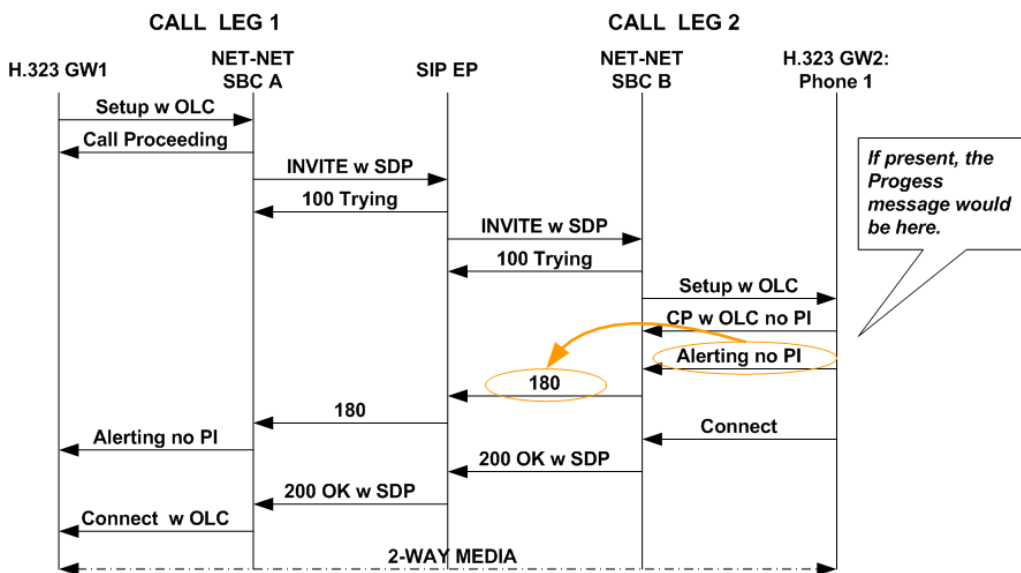 CALL LEG 1
CALL LEG 2
H.323 GW1
NET-NET
SBC A
SIP EP
NET-NET
SBC B
H.323 GW2:
Phone 1
Setup w OLC
Call Proceeding
If present, the
Progess
message would
be here.
INVITE w SDP
100 Trying
INVITE w SDP
100 Trying
Setup w OLC
CP w OLC no PI
Alerting no PI
180
180
Connect
Alerting no PI
200 OK w SDP
200 OK w SDP
Connect w OLC
2-WAY MEDIA